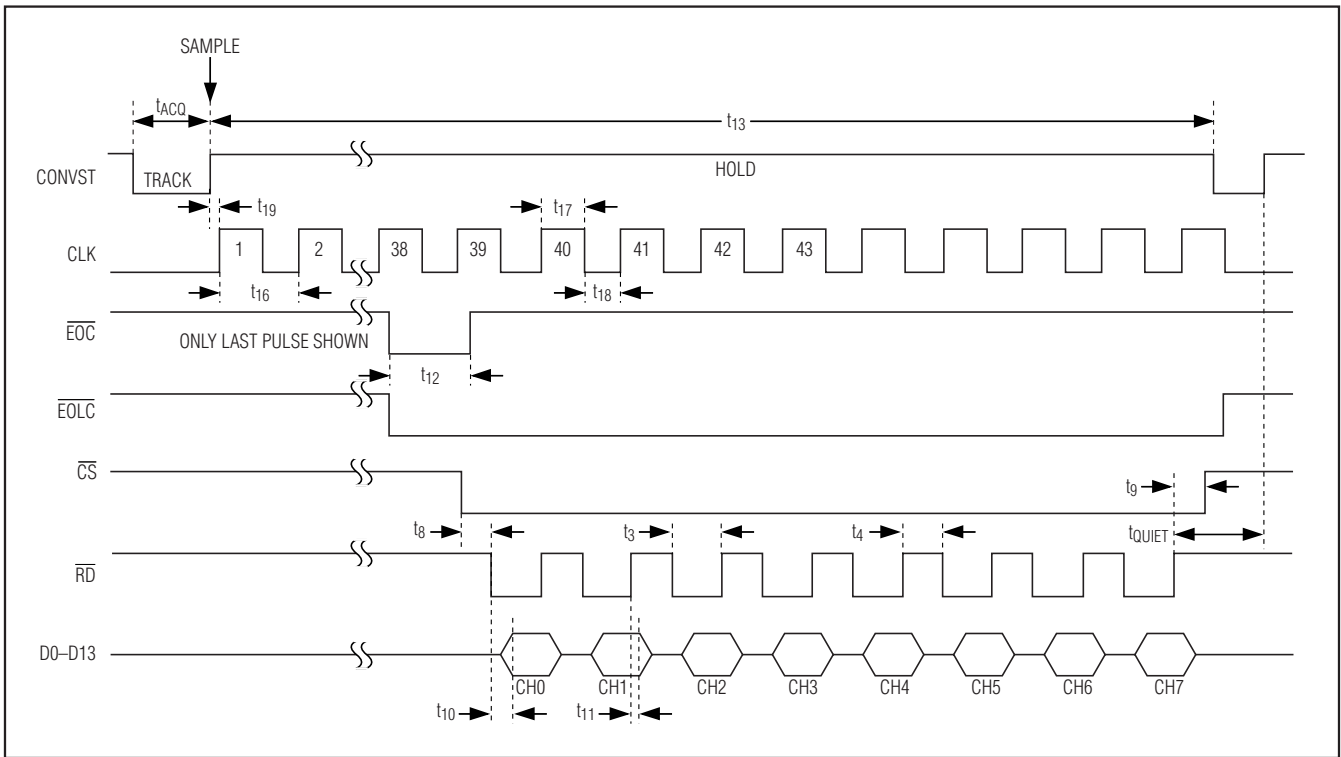 SAMPLE
tACQ
t13
CONVST
TRACK
HOLD
t19
t17
CLK
1 2 38 39 40 41 42 43
t16
t18
EOC
ONLY LAST PULSE SHOWN
t12
EOLC
CS
t9
t8
t3
t4
tQUIET
RD
D0–D13
CH0 CH1 CH2 CH3 CH4 CH5 CH6 CH7
t10
t11